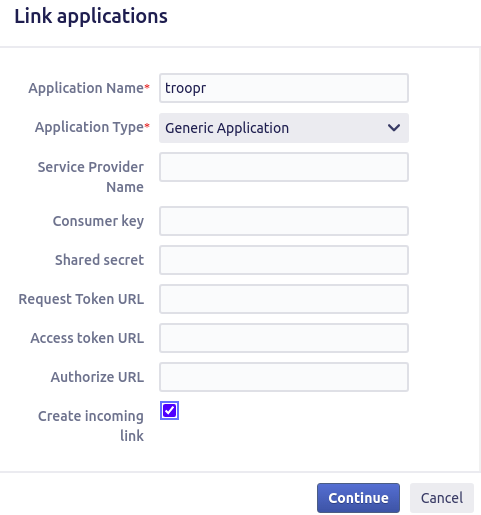 Link applications
Application Name* troopr
Application Type* Generic Application
Service Provider
Name
Consumer key
Shared secret
Request Token URL
Access token URL
Authorize URL
Create incoming
link
Continue Cancel